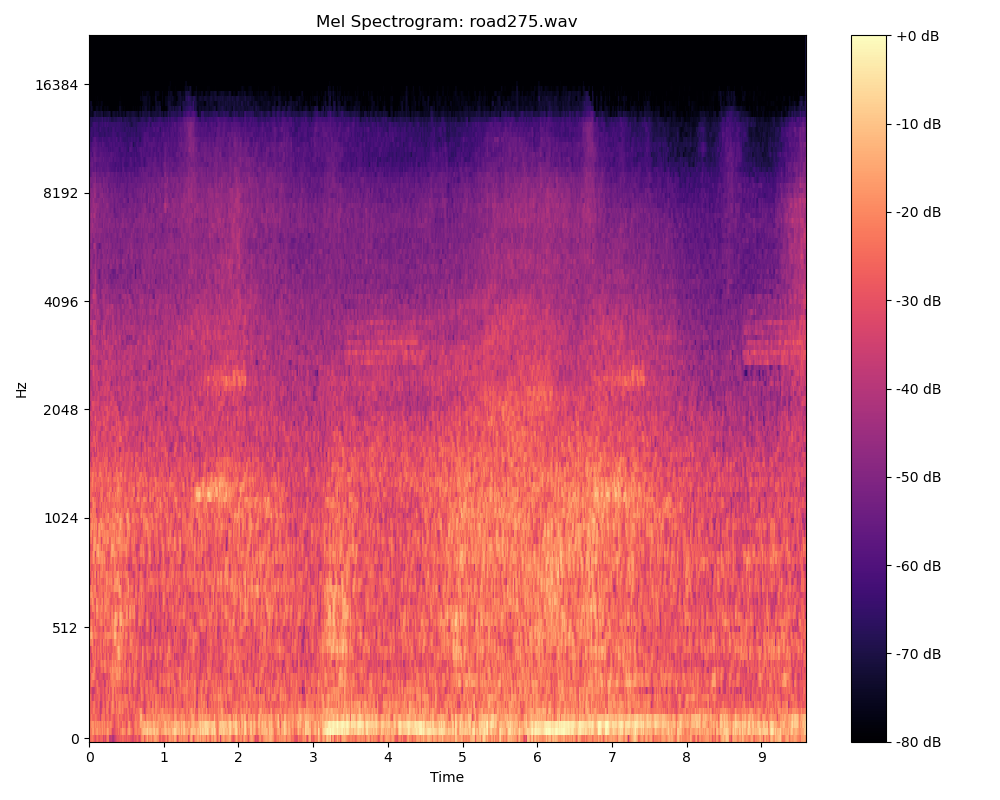 Mel Spectrogram: road275.wav
+0 dB
16384
-10 dB
8192
-20 dB
4096
-30 dB
Hz
-40 dB
2048
-50 dB
1024
-60 dB
512
-70 dB
0
-80 dB
0 1 2 3 4 5 6 7 8 9
Time